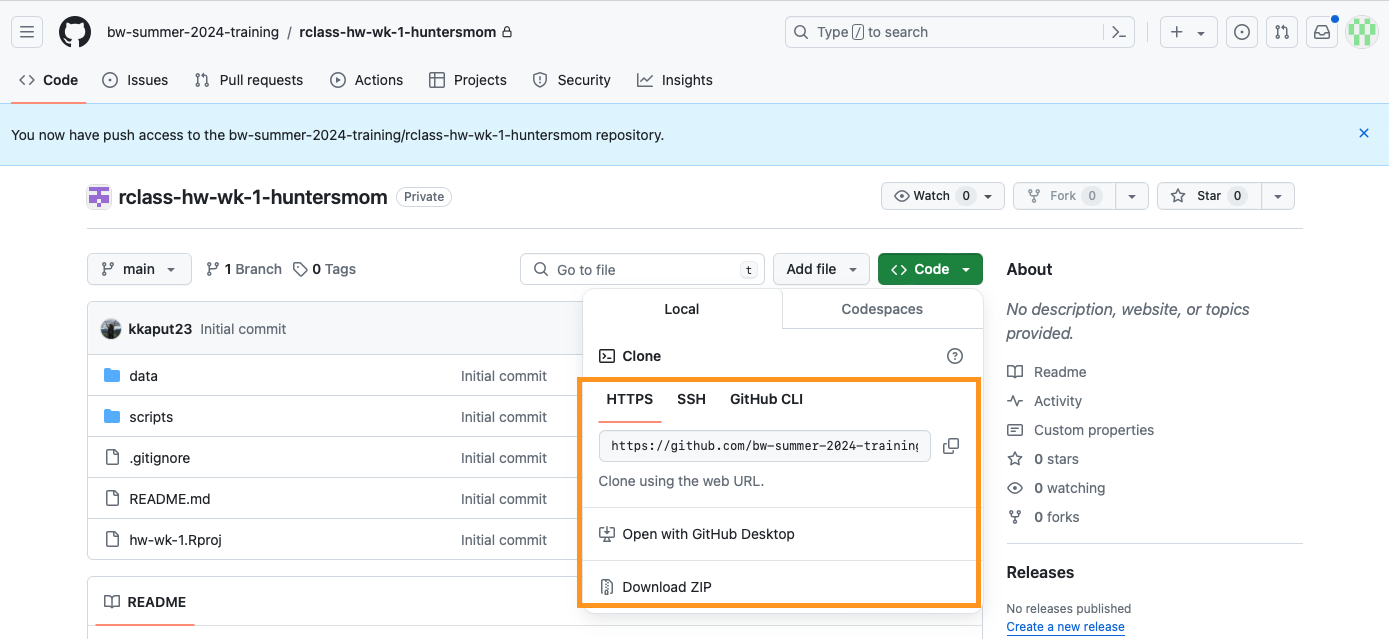 bw-summer-2024-training / rclass-hw-wk-1-huntersmom
Type / to search
Code Issues Pull requests Actions Projects Security Insights
You now have push access to the bw-summer-2024-training/rclass-hw-wk-1-huntersmom repository.
rclass-hw-wk-1-huntersmom Private
Watch 0 Fork 0 Star 0
main 1 Branch 0 Tags
Go to file t
Add file
Code
Local Codespaces
Clone
HTTPS SSH GitHub CLI
https://github.com/bw-summer-2024-training
Clone using the web URL.
Open with GitHub Desktop
Download ZIP
kkaput23 Initial commit
data Initial commit
scripts Initial commit
.gitignore Initial commit
README.md Initial commit
hw-wk-1.Rproj Initial commit
README
About
No description, website, or topics
provided.
Readme
Activity
Custom properties
0 stars
0 watching
0 forks
Releases
No releases published
Create a new release